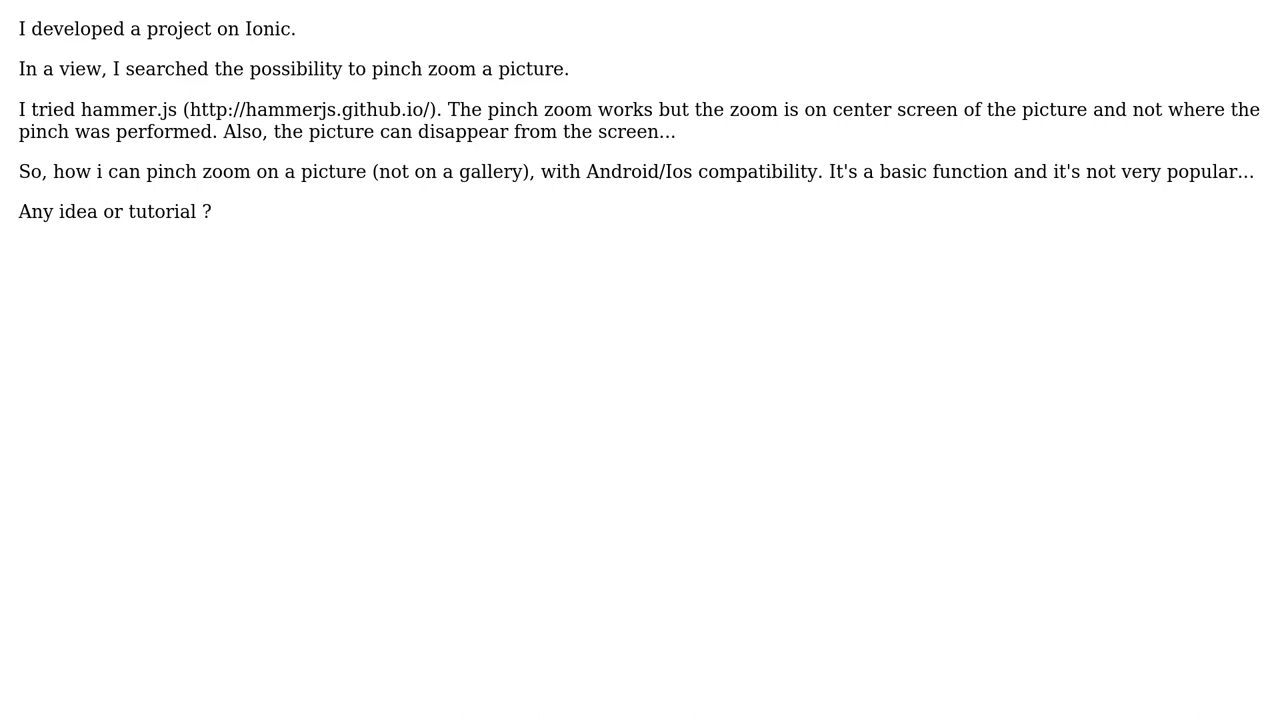 I developed a project on Ionic.
In a view, I searched the possibility to pinch zoom a picture.
I tried hammer.js (http://hammerjs.github.io/). The pinch zoom works but the zoom is on center screen of the picture and not where the
pinch was performed. Also, the picture can disappear from the screen...
So, how i can pinch zoom on a picture (not on a gallery), with Android/Ios compatibility. It's a basic function and it's not very popular...
Any idea or tutorial ?